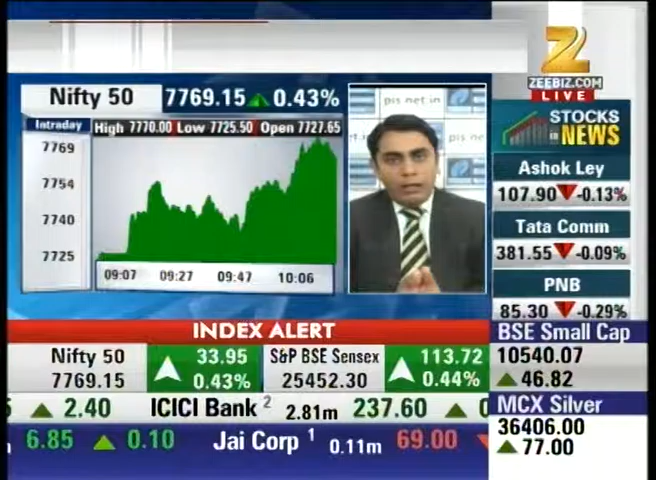 Z
ZEEBIZ.COM
LIVE
Nifty 50 7769.15 0.43%
Intraday High 7770.00 Low 7725.50 Open 7727.65
7769
7754
7740
7725
09:07 09:27 09:47 10:06
pis.net.in
STOCKS
in NEWS
Ashok Ley
107.90 -0.13%
Tata Comm
381.55 -0.09%
PNB
85.30 -0.29%
INDEX ALERT
Nifty 50 33.95 S&P BSE Sensex 113.72
7769.15 0.43% 25452.30 0.44%
BSE Small Cap
10540.07
46.82
MCX Silver
36406.00
77.00
2.40 ICICI Bank 2 2.81m 237.60
6.85 0.10 Jai Corp 1 0.11m 69.00